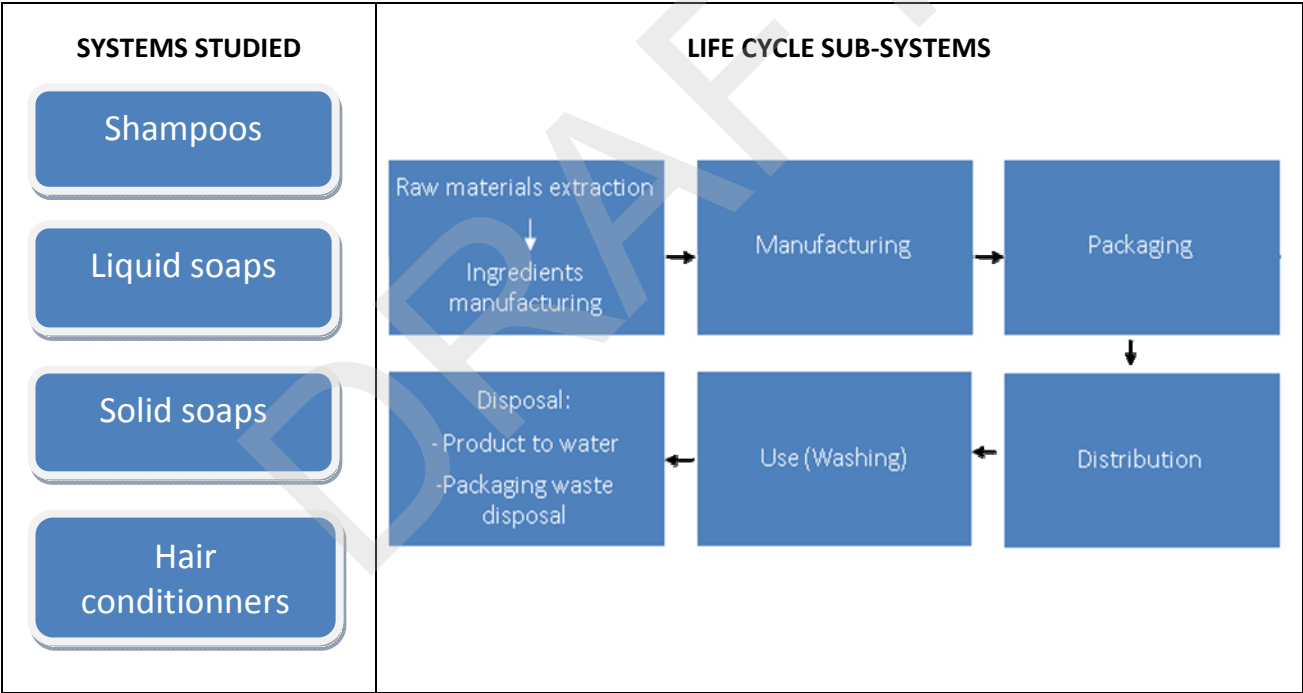 SYSTEMS STUDIED
Shampoos
Liquid soaps
Solid soaps
Hair
conditionners
LIFE CYCLE SUB-SYSTEMS
Raw materials extraction
Ingredients
manufacturing
Manufacturing
Packaging
Distribution
Use (Washing)
Disposal:
- Product to water
-Packaging waste
disposal
DRAFT